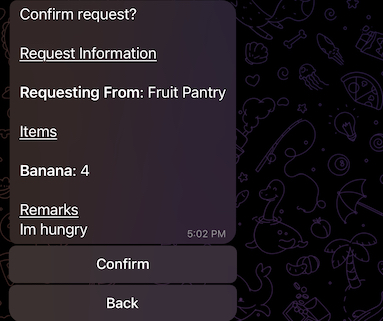 Confirm request?
Request Information
Requesting From: Fruit Pantry
Items
Banana: 4
Remarks
Im hungry
5:02 PM
Confirm
Back